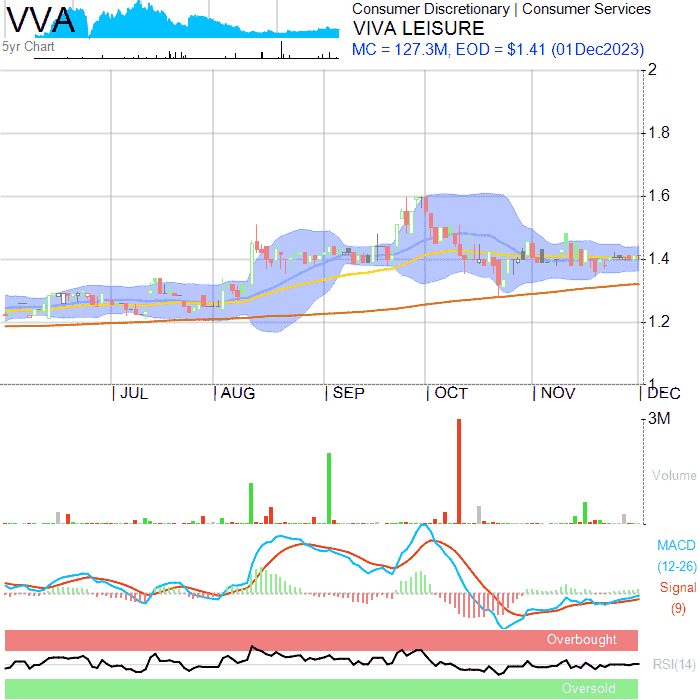 VVA
5yr Chart
Consumer Discretionary | Consumer Services
VIVA LEISURE
MC = 127.3M, EOD = $1.41 (01Dec2023)
2
1.8
1.6
1.4
1.2
1
| JUL | AUG | SEP | OCT | NOV | DEC
3M
Volume
MACD
(12-26)
Signal
(9)
Overbought
RSI(14)
Oversold